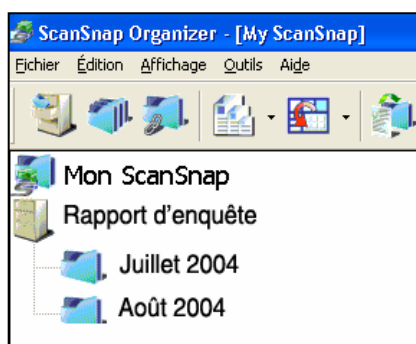 ScanSnap Organizer - [My ScanSnap]
Fichier Édition Affichage Outils Aide
Mon ScanSnap
Rapport d'enquête
Juillet 2004
Août 2004